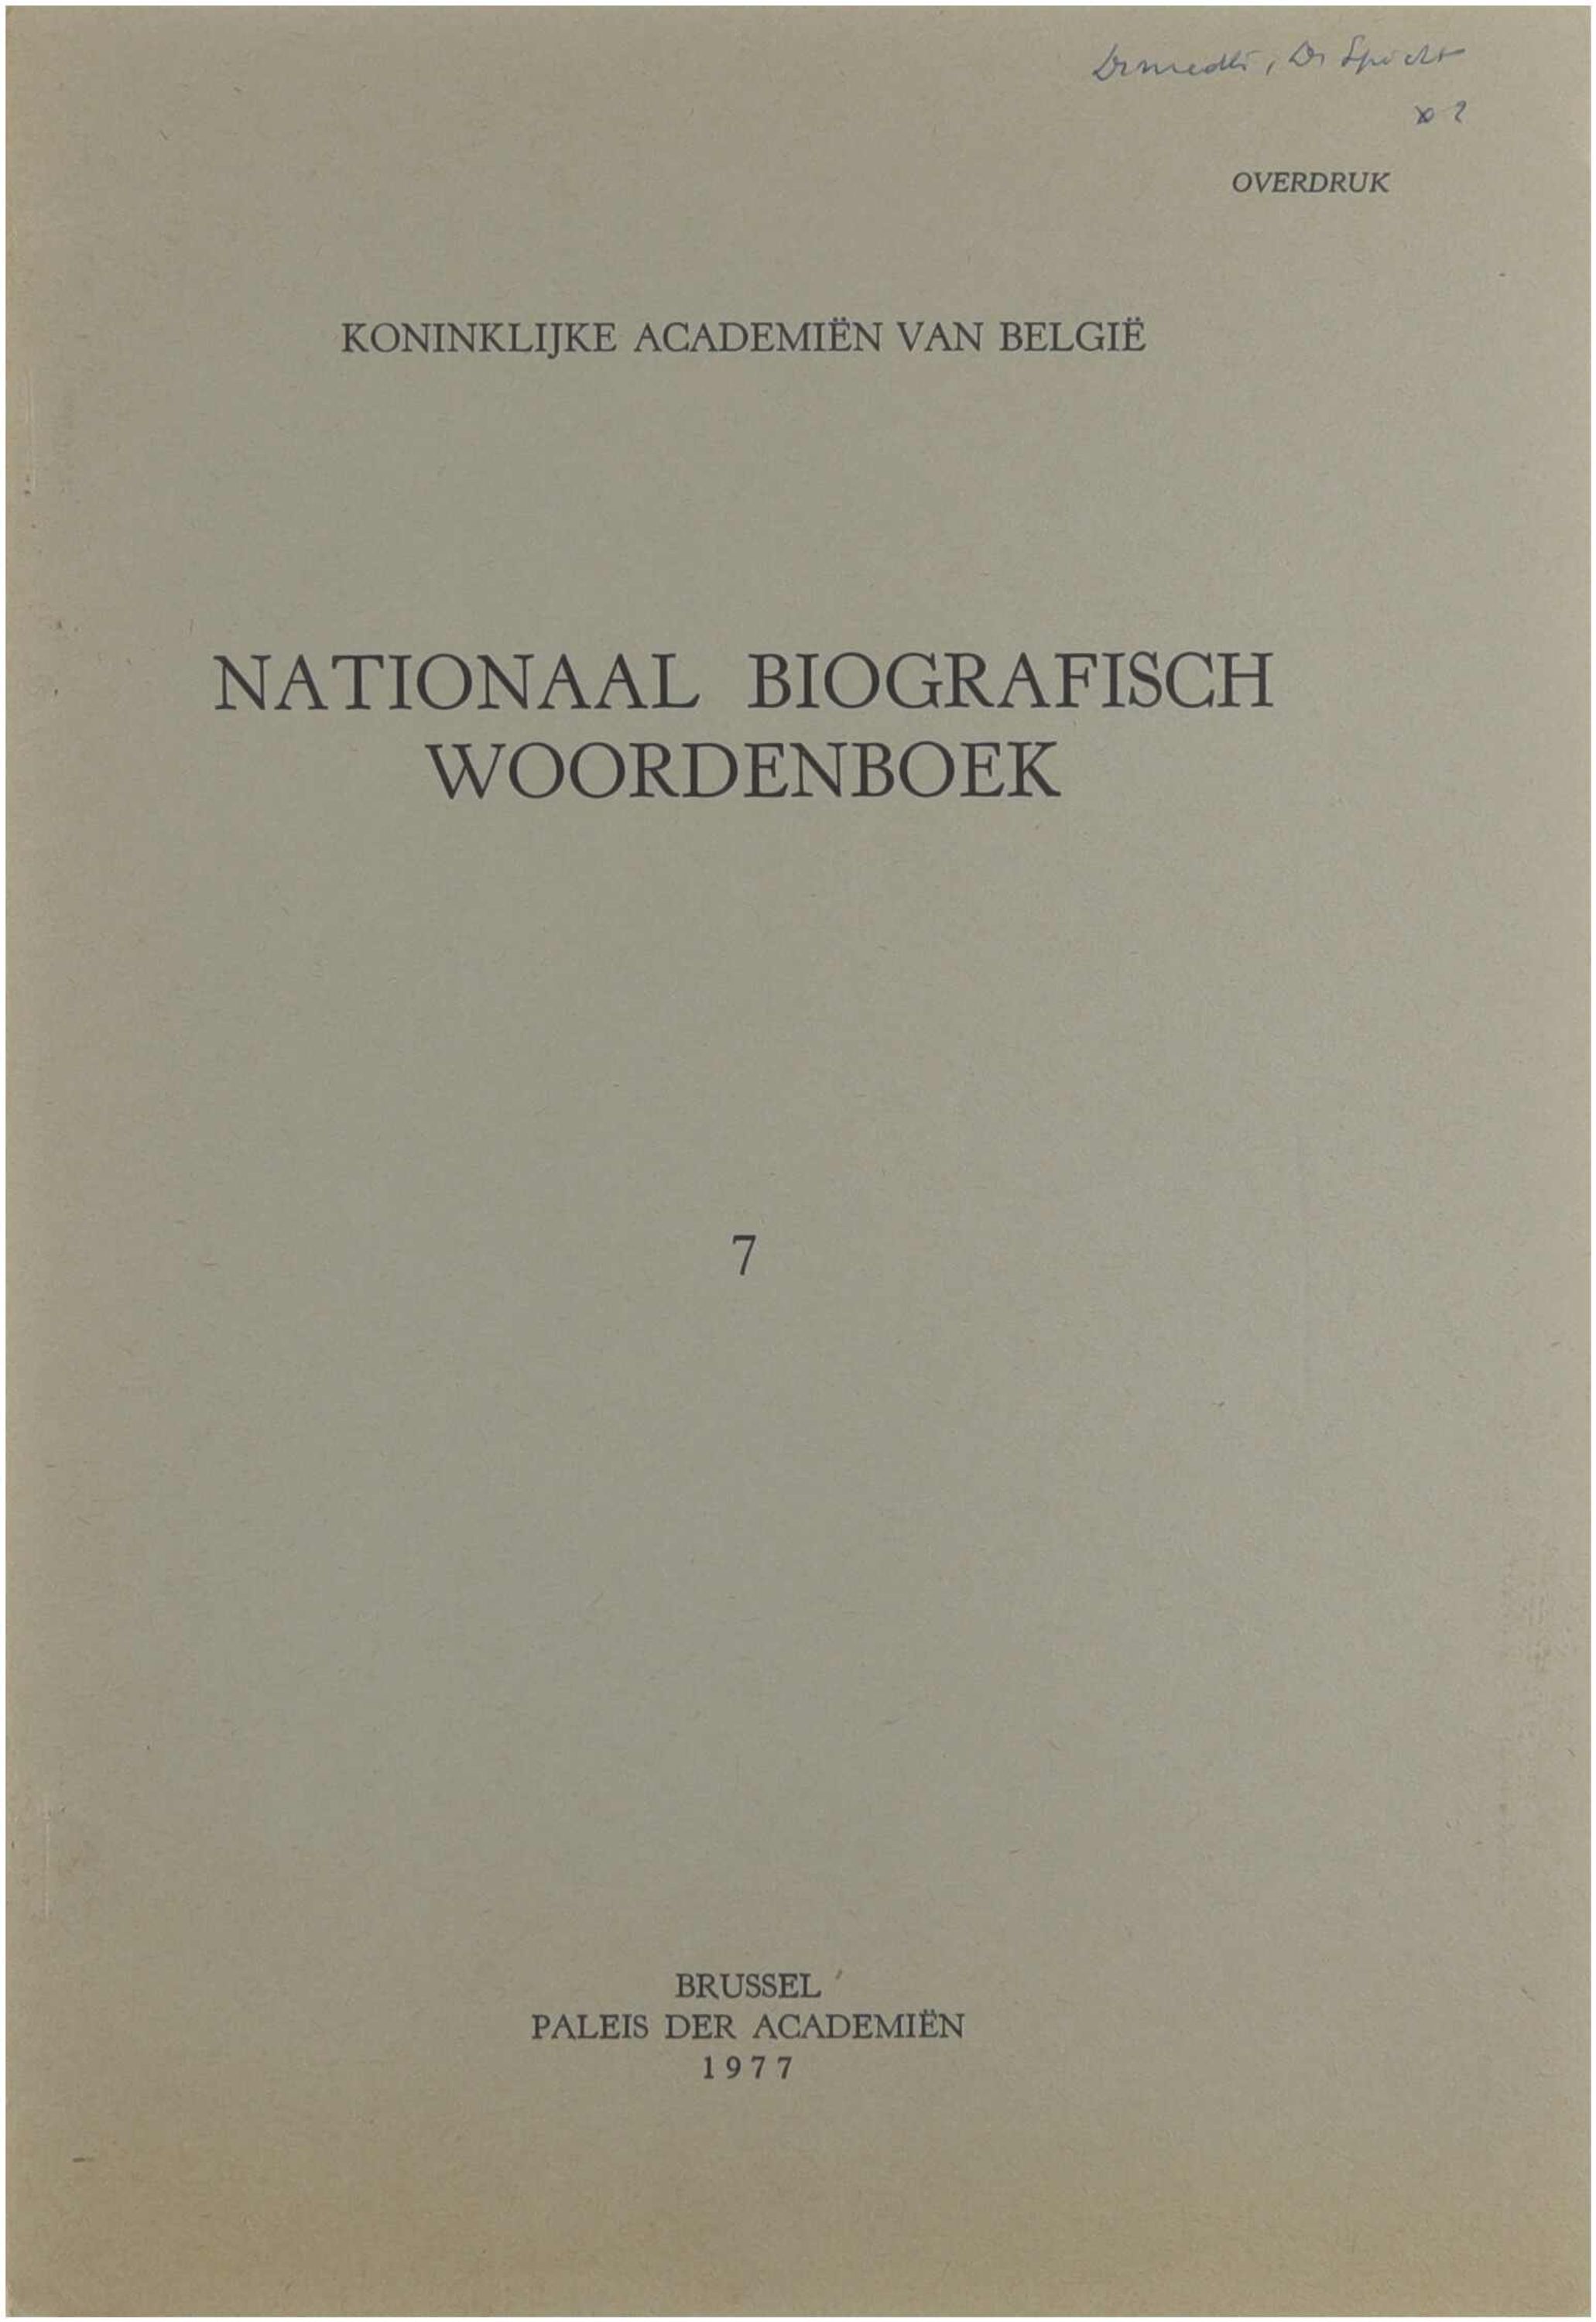 OVERDRUK
KONINKLIJKE ACADEMIËN VAN BELGIË
NATIONAAL BIOGRAFISCH
WOORDENBOEK
7
BRUSSEL
PALEIS DER ACADEMIËN
1977